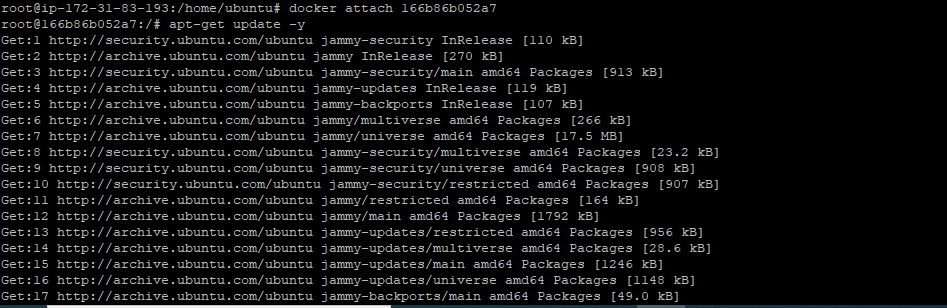 root@ip-172-31-83-193:/home/ubuntu# docker attach 166b86b052a7
root@166b86b052a7:/# apt-get update -y
Get:1 http://security.ubuntu.com/ubuntu jammy-security InRelease [110 kB]
Get:2 http://archive.ubuntu.com/ubuntu jammy InRelease [270 kB]
Get:3 http://security.ubuntu.com/ubuntu jammy-security/main amd64 Packages [913 kB]
Get:4 http://archive.ubuntu.com/ubuntu jammy-updates InRelease [119 kB]
Get:5 http://archive.ubuntu.com/ubuntu jammy-backports InRelease [107 kB]
Get:6 http://archive.ubuntu.com/ubuntu jammy/multiverse amd64 Packages [266 kB]
Get:7 http://archive.ubuntu.com/ubuntu jammy/universe amd64 Packages [17.5 MB]
Get:8 http://security.ubuntu.com/ubuntu jammy-security/multiverse amd64 Packages [23.2 kB]
Get:9 http://security.ubuntu.com/ubuntu jammy-security/universe amd64 Packages [908 kB]
Get:10 http://security.ubuntu.com/ubuntu jammy-security/restricted amd64 Packages [907 kB]
Get:11 http://archive.ubuntu.com/ubuntu jammy/restricted amd64 Packages [164 kB]
Get:12 http://archive.ubuntu.com/ubuntu jammy/main amd64 Packages [1792 kB]
Get:13 http://archive.ubuntu.com/ubuntu jammy-updates/restricted amd64 Packages [956 kB]
Get:14 http://archive.ubuntu.com/ubuntu jammy-updates/multiverse amd64 Packages [28.6 kB]
Get:15 http://archive.ubuntu.com/ubuntu jammy-updates/main amd64 Packages [1246 kB]
Get:16 http://archive.ubuntu.com/ubuntu jammy-updates/universe amd64 Packages [1148 kB]
Get:17 http://archive.ubuntu.com/ubuntu jammy-backports/main amd64 Packages [49.0 kB]